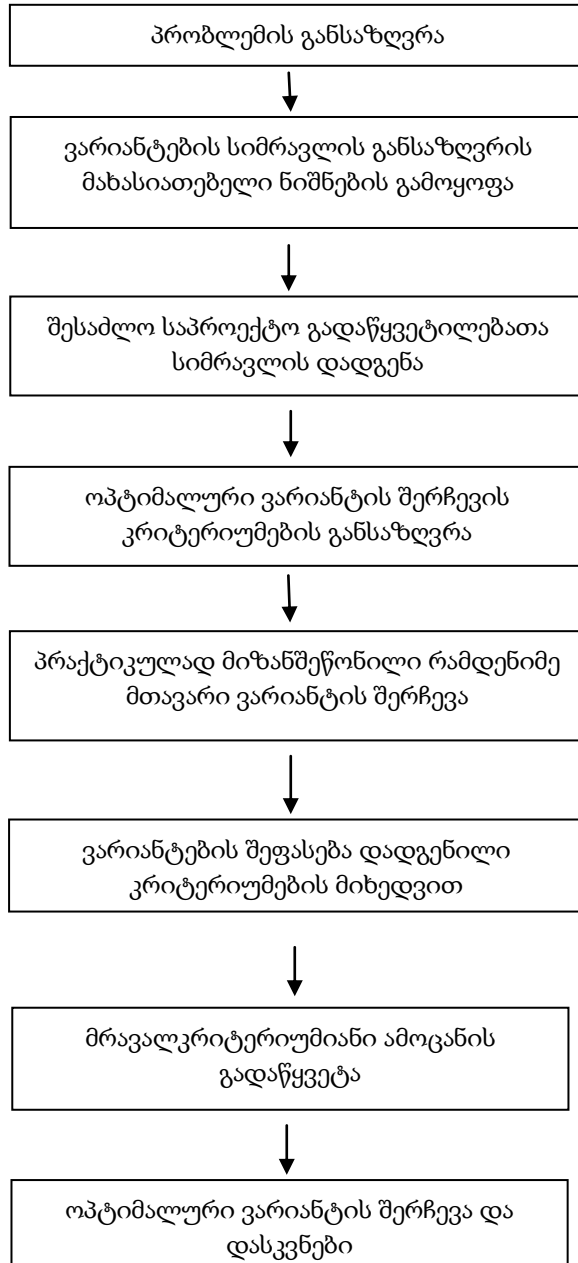 პრობლემის განსაზღვრა
ვარიანტების სიმრავლის განსაზღვრის
მახასიათებელი ნიშნების გამოყოფა
შესაძლო საპროექტო გადაწყვეტილებათა
სიმრავლის დადგენა
ოპტიმალური ვარიანტის შერჩევის
კრიტერიუმების განსაზღვრა
პრაქტიკულად მიზანშეწონილი რამდენიმე
მთავარი ვარიანტის შერჩევა
ვარიანტების შეფასება დადგენილი
კრიტერიუმების მიხედვით
მრავალკრიტერიუმიანი ამოცანის
გადაწყვეტა
ოპტიმალური ვარიანტის შერჩევა და
დასკვნები